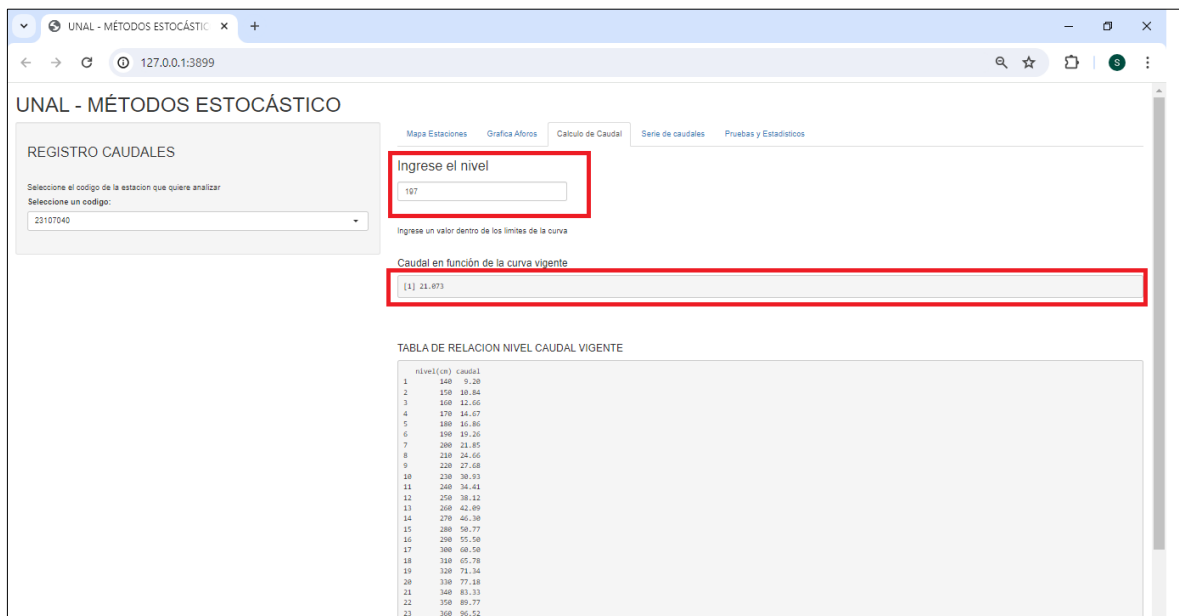 UNAL - MÉTODOS ESTOCÁSTIC
127.0.0.1:3899
S
UNAL - MÉTODOS ESTOCÁSTICO
REGISTRO CAUDALES
Seleccione el codigo de la estacion que quiere analizar
Seleccione un codigo:
23107040
Mapa Estaciones Grafica Aforos Calculo de Caudal Serie de caudales Pruebas y Estadisticos
Ingrese el nivel
197
Ingrese un valor dentro de los limites de la curva
Caudal en función de la curva vigente
[1] 21.073
TABLA DE RELACION NIVEL CAUDAL VIGENTE
nivel(cm) caudal
1 140 9.20
2 150 10.84
3 160 12.66
4 170 14.67
5 180 16.86
6 190 19.26
7 200 21.85
8 210 24.66
9 220 27.68
10 230 30.93
11 240 34.41
12 250 38.12
13 260 42.09
14 270 46.30
15 280 50.77
16 290 55.50
17 300 60.50
18 310 65.78
19 320 71.34
20 330 77.18
21 340 83.33
22 350 89.77
23 360 96.52